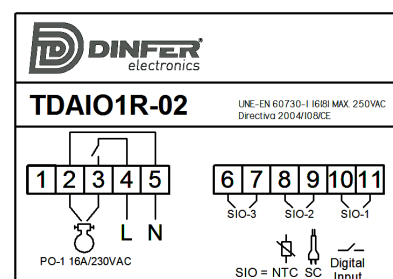 TD DINFER
electronics
TDAIO1R-02
UNE-EN 60730-1 16(8) MAX. 250VAC
Directiva 2004/108/CE
1 2 3 4 5
6 7 8 9 10 11
SIO-3 SIO-2 SIO-1
L N
PO-1 16A/230VAC
SIO = NTC SC Digital
Input